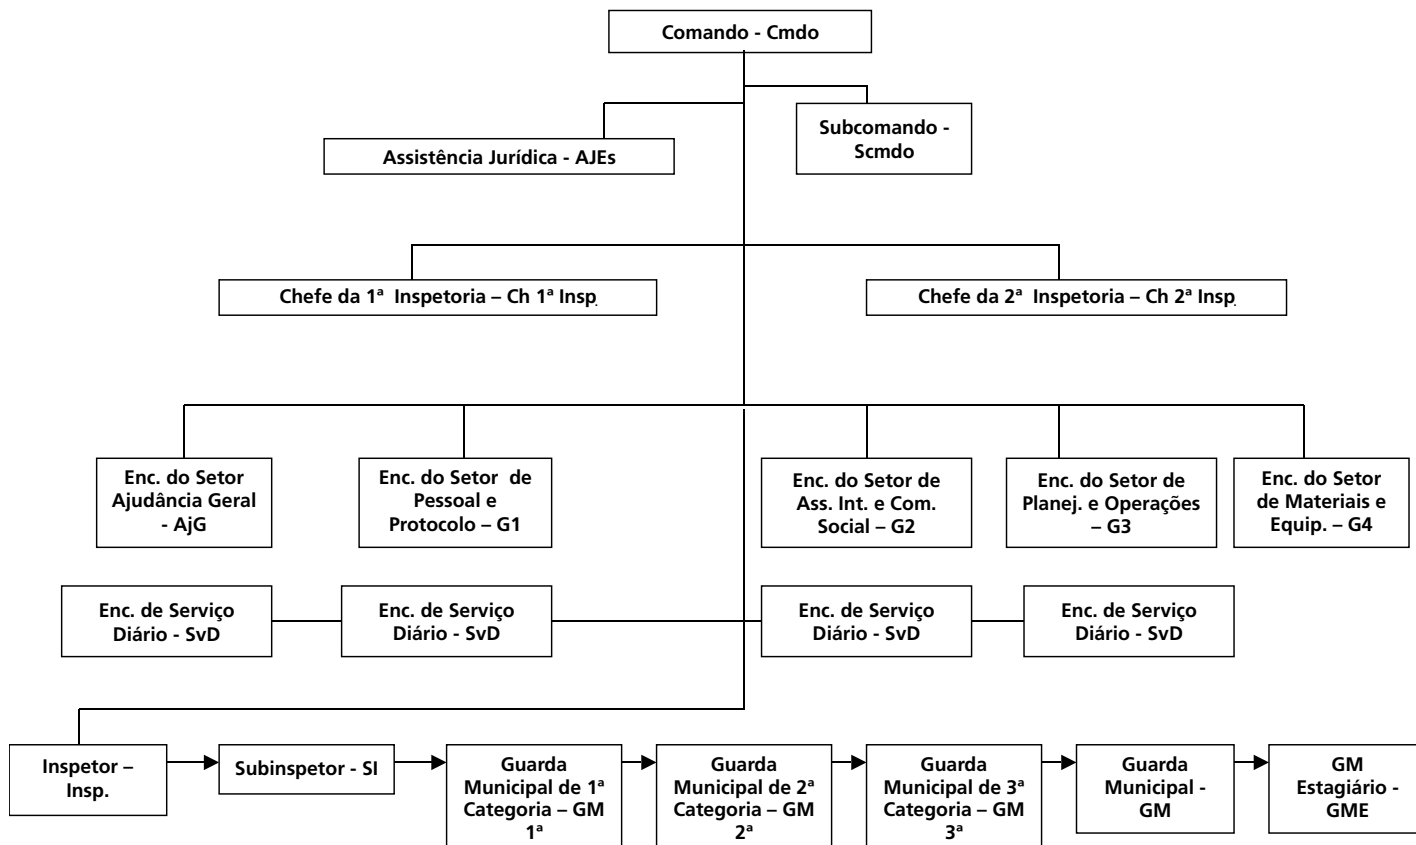 Comando - Cmdo
Subcomando -
Scmdo
Assistência Jurídica - AJEs
Chefe da 1ª Inspetoria – Ch 1ª Insp.
Chefe da 2ª Inspetoria – Ch 2ª Insp.
Enc. do Setor
Ajudância Geral
- AjG
Enc. do Setor de
Pessoal e
Protocolo – G1
Enc. do Setor de
Ass. Int. e Com.
Social – G2
Enc. do Setor de
Planej. e Operações
– G3
Enc. do Setor
de Materiais e
Equip. – G4
Enc. de Serviço
Diário - SvD
Enc. de Serviço
Diário - SvD
Enc. de Serviço
Diário - SvD
Enc. de Serviço
Diário - SvD
Inspetor –
Insp.
Subinspetor - SI
Guarda
Municipal de 1ª
Categoria – GM
1ª
Guarda
Municipal de 2ª
Categoria – GM
2ª
Guarda
Municipal de 3ª
Categoria – GM
3ª
Guarda
Municipal -
GM
GM
Estagiário -
GME